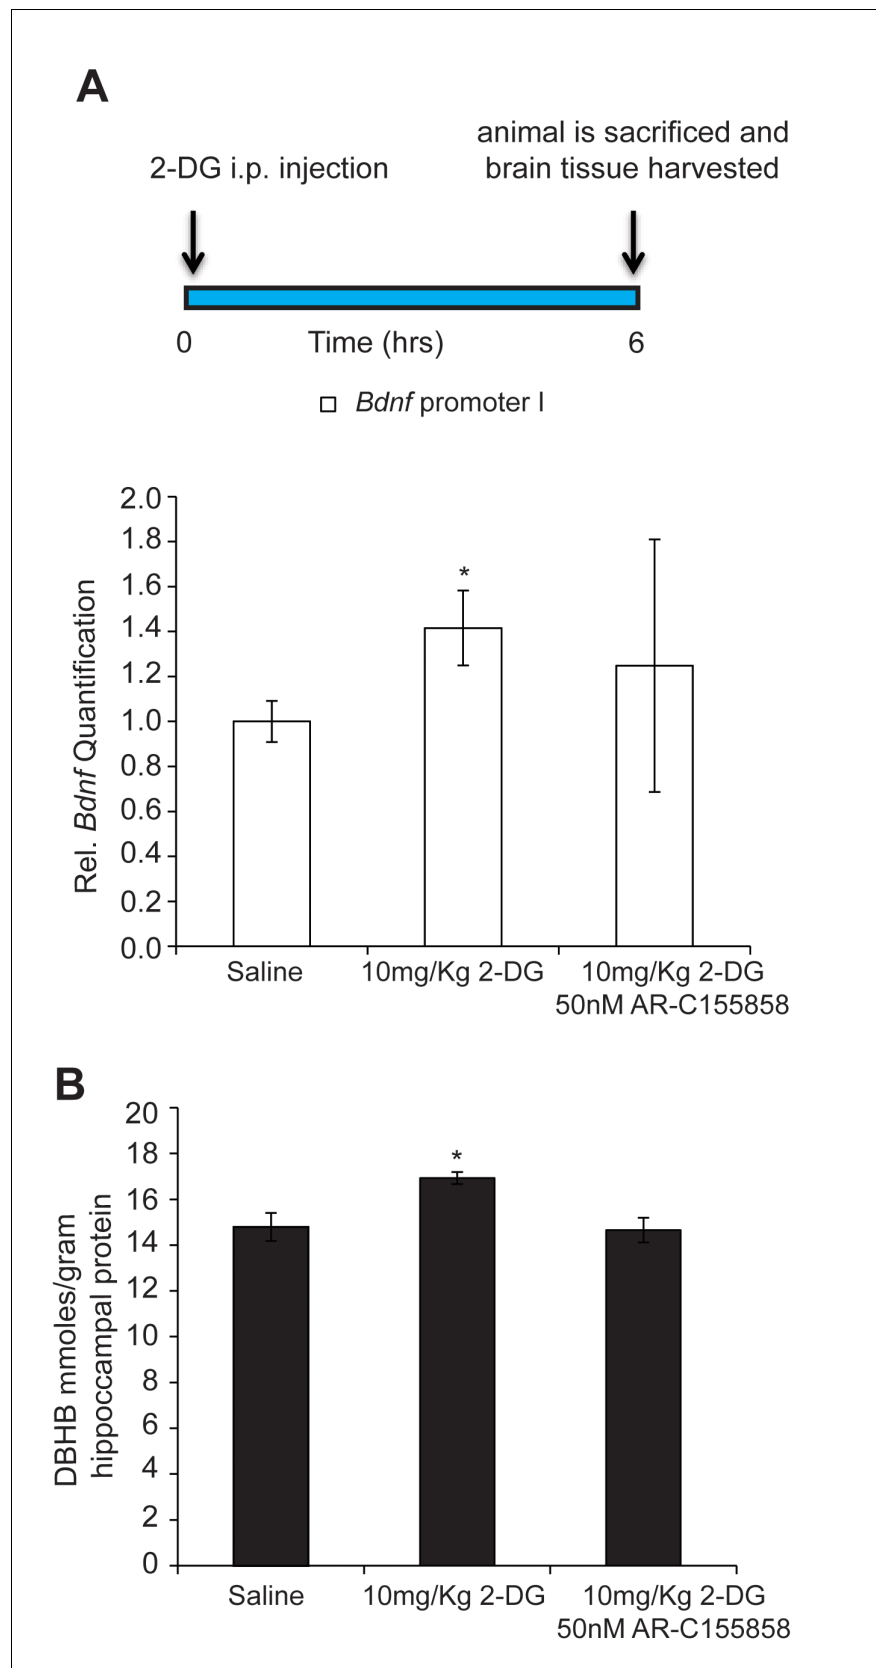 A
2-DG i.p. injection
animal is sacrificed and
brain tissue harvested
0
Time (hrs)
6
Bdnf promoter I
Rel. Bdnf Quantification
2.0
1.8
1.6
1.4
1.2
1.0
0.8
0.6
0.4
0.2
0.0
*
Saline
10mg/Kg 2-DG
10mg/Kg 2-DG
50nM AR-C155858
B
DBHB mmoles/gram
hippoccampal protein
20
18
16
14
12
10
8
6
4
2
0
*
Saline
10mg/Kg 2-DG
10mg/Kg 2-DG
50nM AR-C155858